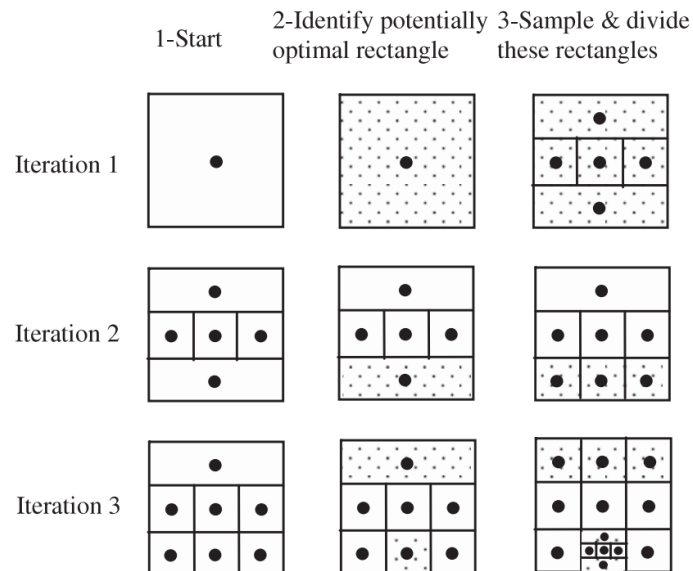 1-Start
2-Identify potentially
optimal rectangle
3-Sample & divide
these rectangles
Iteration 1
Iteration 2
Iteration 3